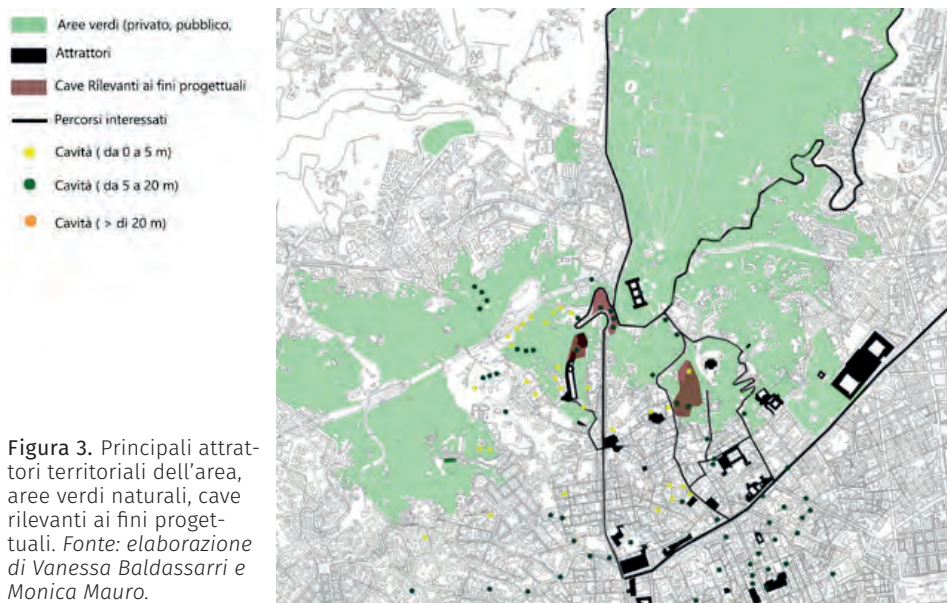 Aree verdi (privato, pubblico,
Attrattori
Cave Rilevanti ai fini progettuali
Percorsi interessati
Cavità ( da 0 a 5 m)
Cavità ( da 5 a 20 m)
Cavità ( > di 20 m)
Figura 3. Principali attrat-
tori territoriali dell'area,
aree verdi naturali, cave
rilevanti ai fini proget-
tuali. Fonte: elaborazione
di Vanessa Baldassarri e
Monica Mauro.